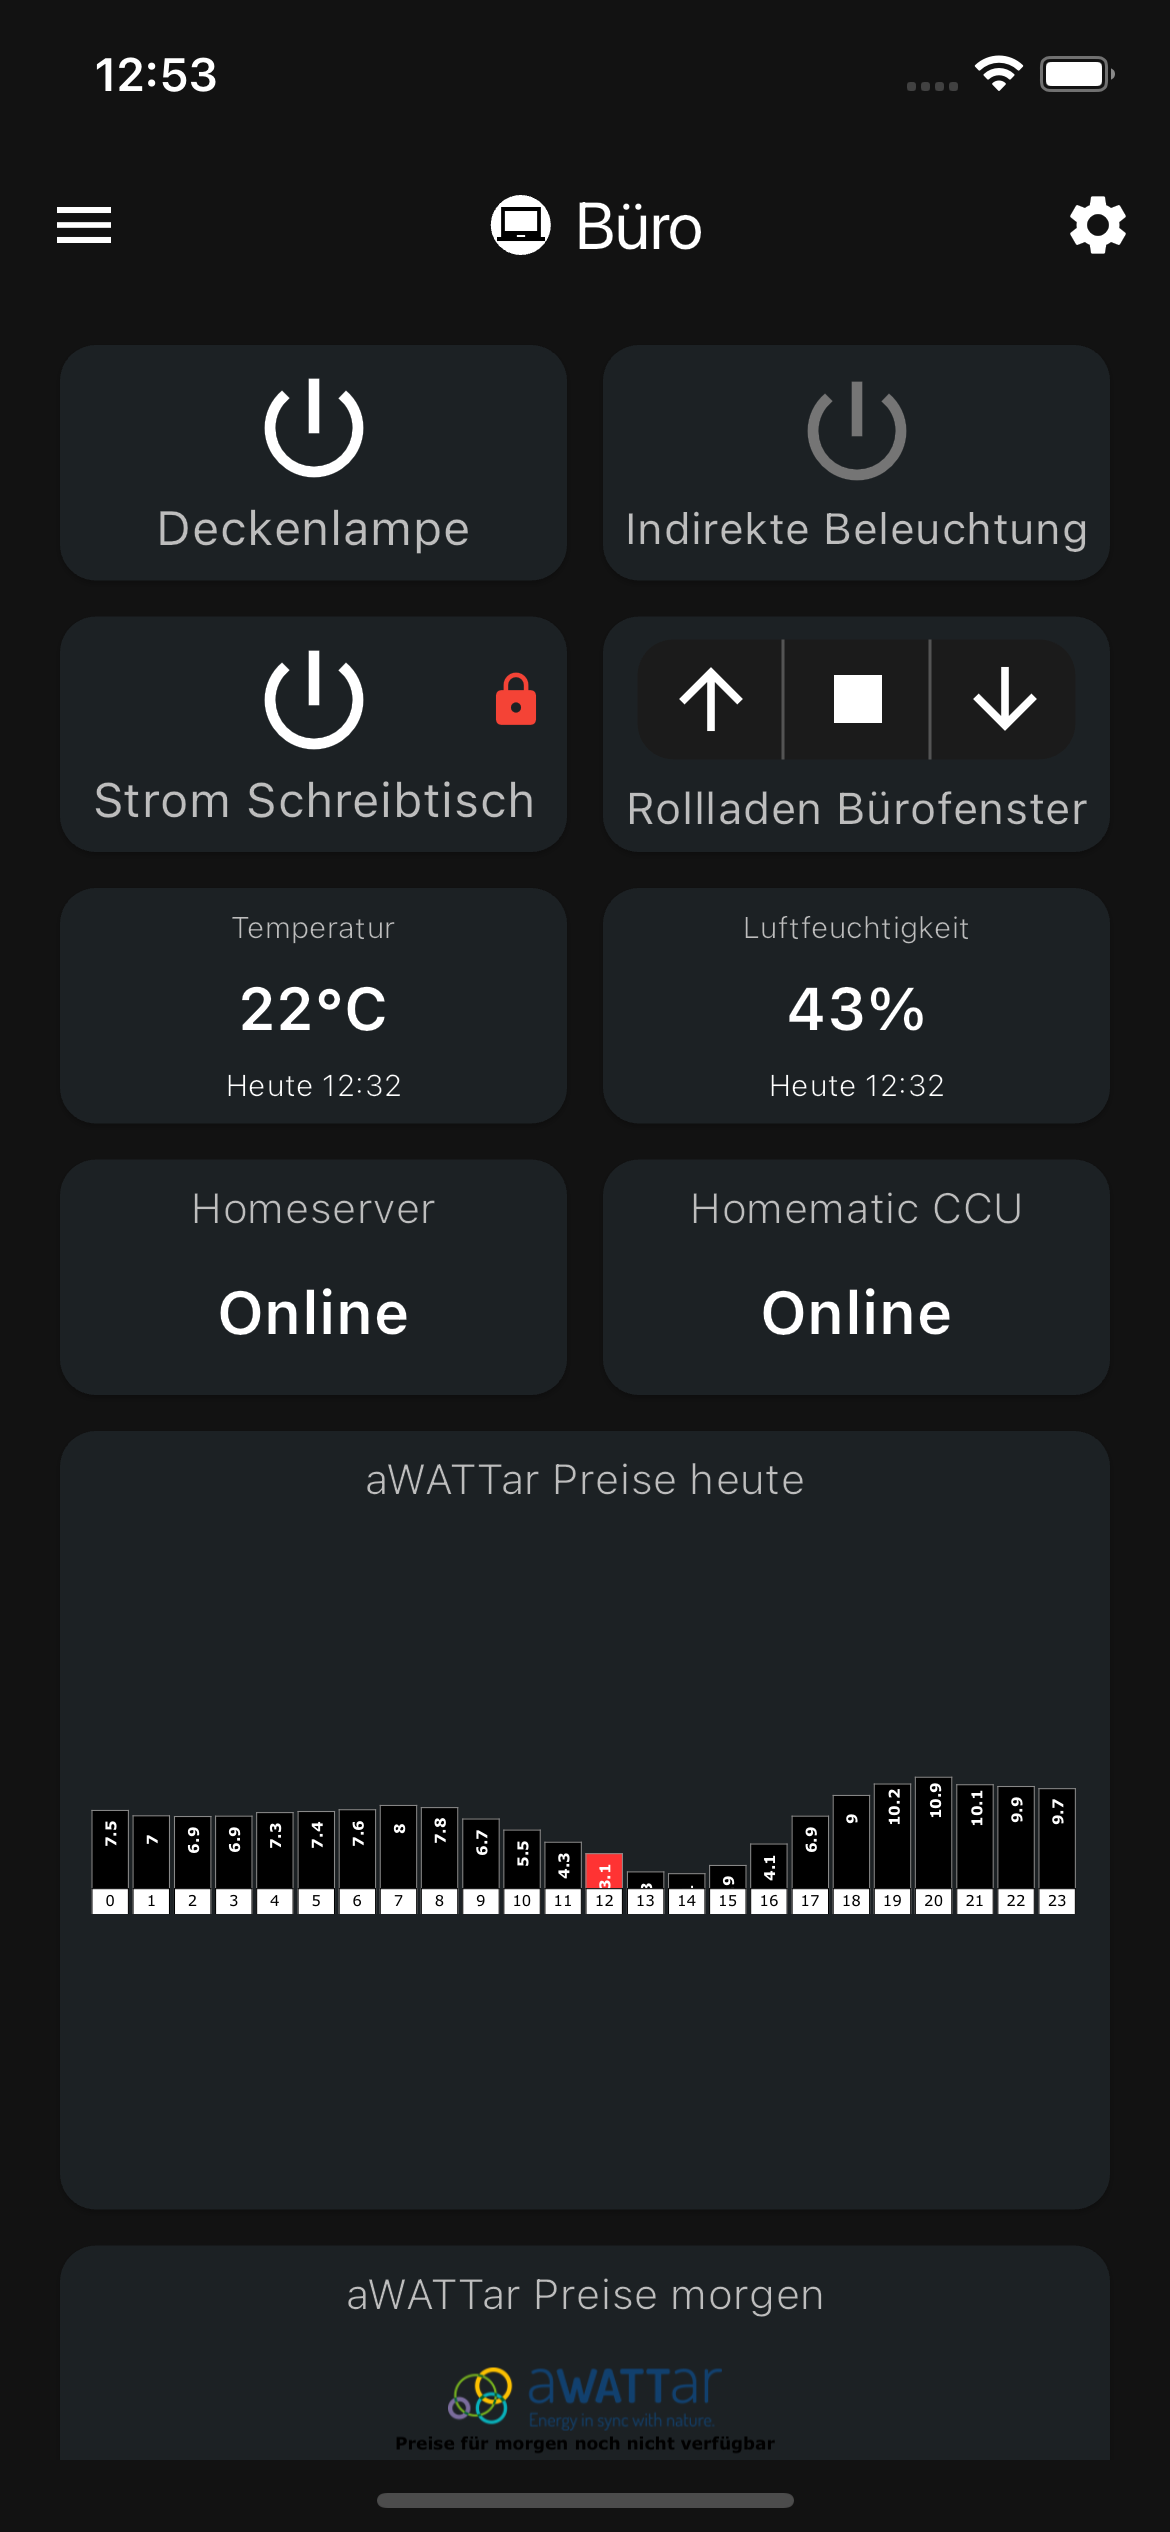 12:53
Büro
Deckenlampe
Indirekte Beleuchtung
Strom Schreibtisch
Rollladen Bürofenster
Temperatur
22°C
Heute 12:32
Luftfeuchtigkeit
43%
Heute 12:32
Homeserver
Online
Homematic CCU
Online
aWATTar Preise heute
7.5 7 6.9 6.9 7.3 7.4 7.6 8 7.8 6.7 5.5 4.3 3.1 4.1 6.9 9 10.2 10.9 10.1 9.9 9.7
0 1 2 3 4 5 6 7 8 9 10 11 12 13 14 15 16 17 18 19 20 21 22 23
aWATTar Preise morgen
aWATTar
Energy in sync with nature.
Preise für morgen noch nicht verfügbar